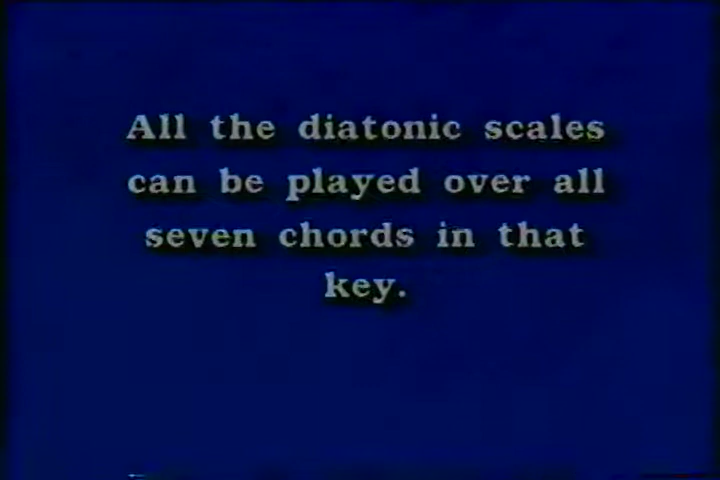 All the diatonic scales
can be played over all
seven chords in that
key.